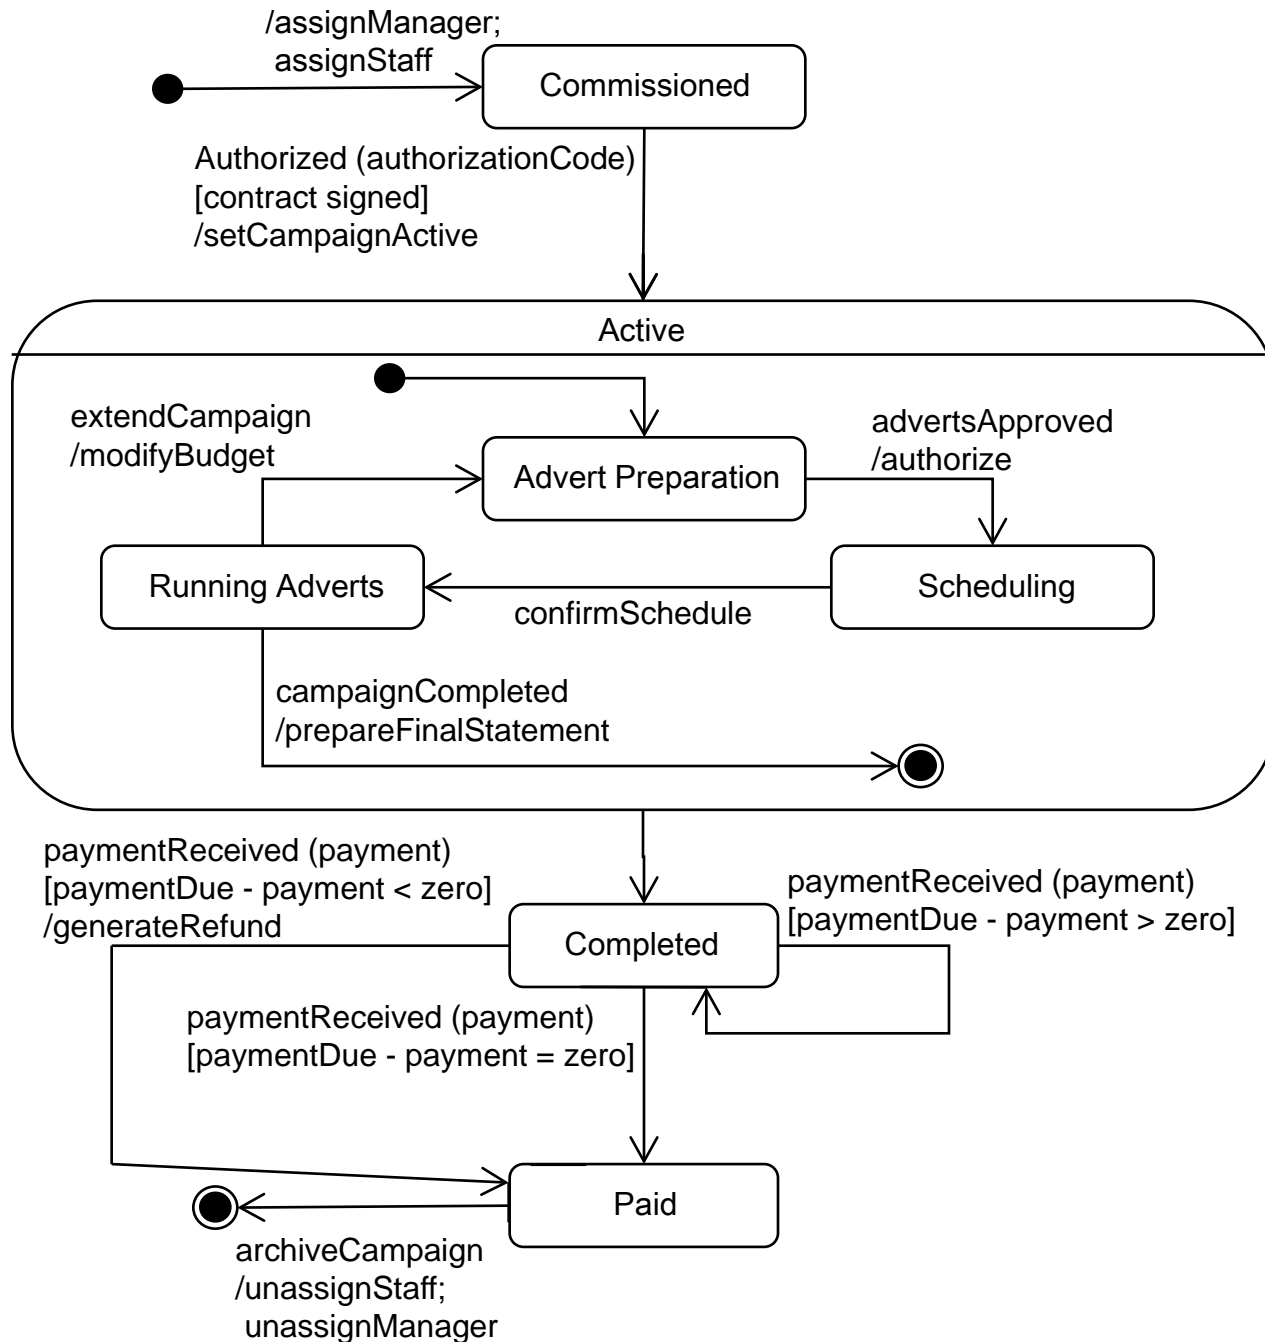 /assignManager;
assignStaff
Commissioned
Authorized (authorizationCode)
[contract signed]
/setCampaignActive
Active
extendCampaign
/modifyBudget
advertsApproved
/authorize
Advert Preparation
Running Adverts
Scheduling
confirmSchedule
campaignCompleted
/prepareFinalStatement
paymentReceived (payment)
[paymentDue - payment < zero]
/generateRefund
paymentReceived (payment)
[paymentDue - payment > zero]
Completed
paymentReceived (payment)
[paymentDue - payment = zero]
Paid
archiveCampaign
/unassignStaff;
unassignManager